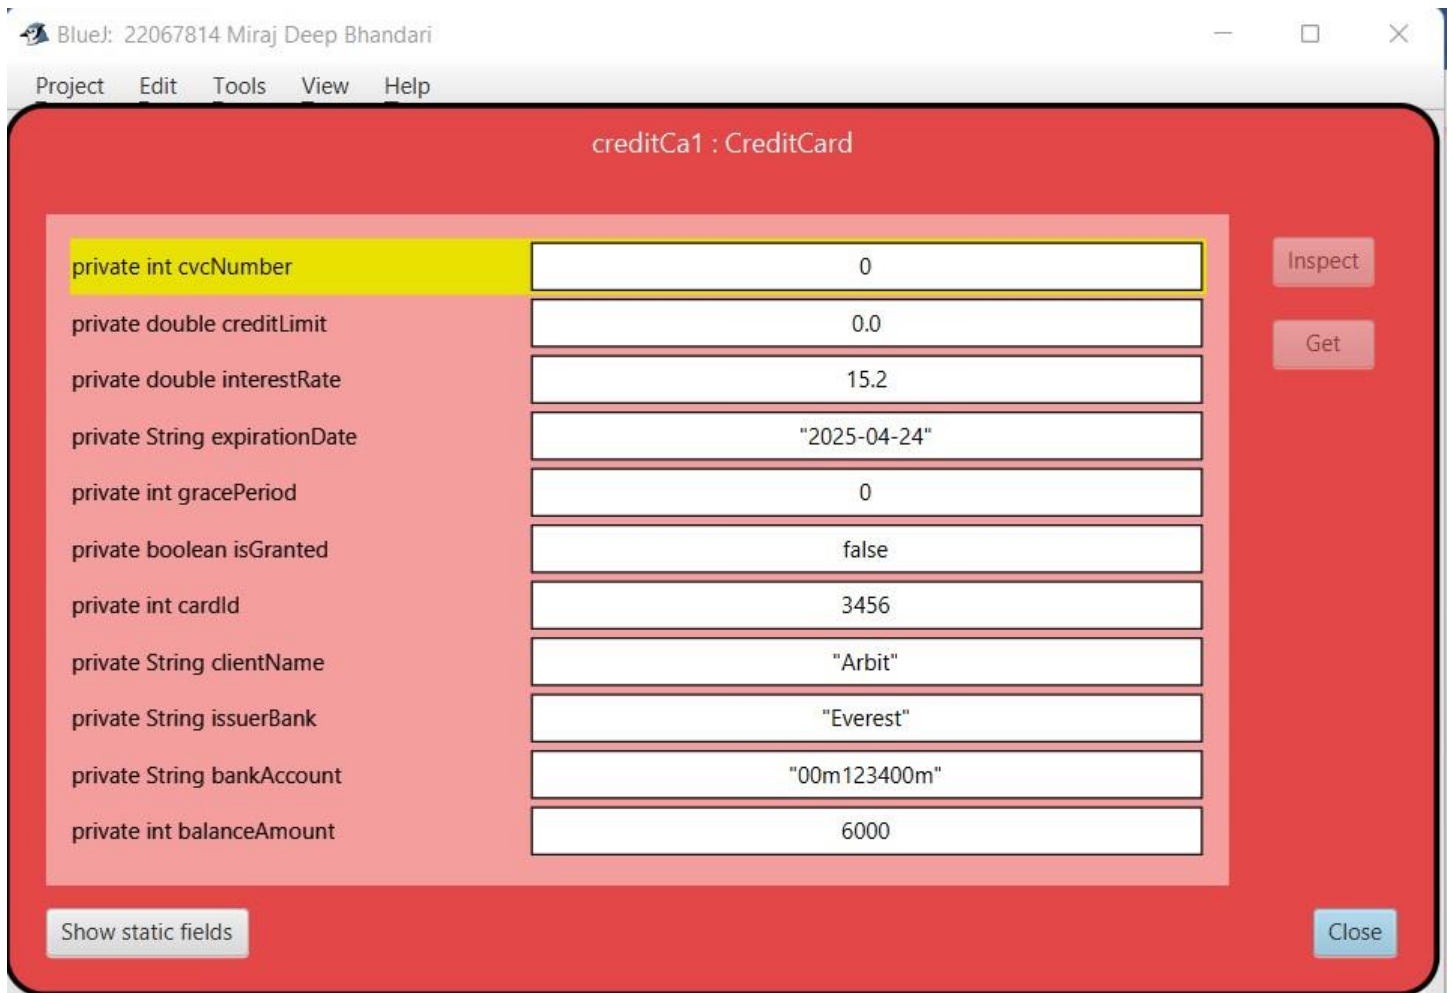 BlueJ: 22067814 Miraj Deep Bhandari
Project Edit Tools View Help
creditCa1 : CreditCard
private int cvcNumber 0
Inspect
private double creditLimit 0.0
Get
private double interestRate 15.2
private String expirationDate "2025-04-24"
private int gracePeriod 0
private boolean isGranted false
private int cardId 3456
private String clientName "Arbit"
private String issuerBank "Everest"
private String bankAccount "00m123400m"
private int balanceAmount 6000
Show static fields Close